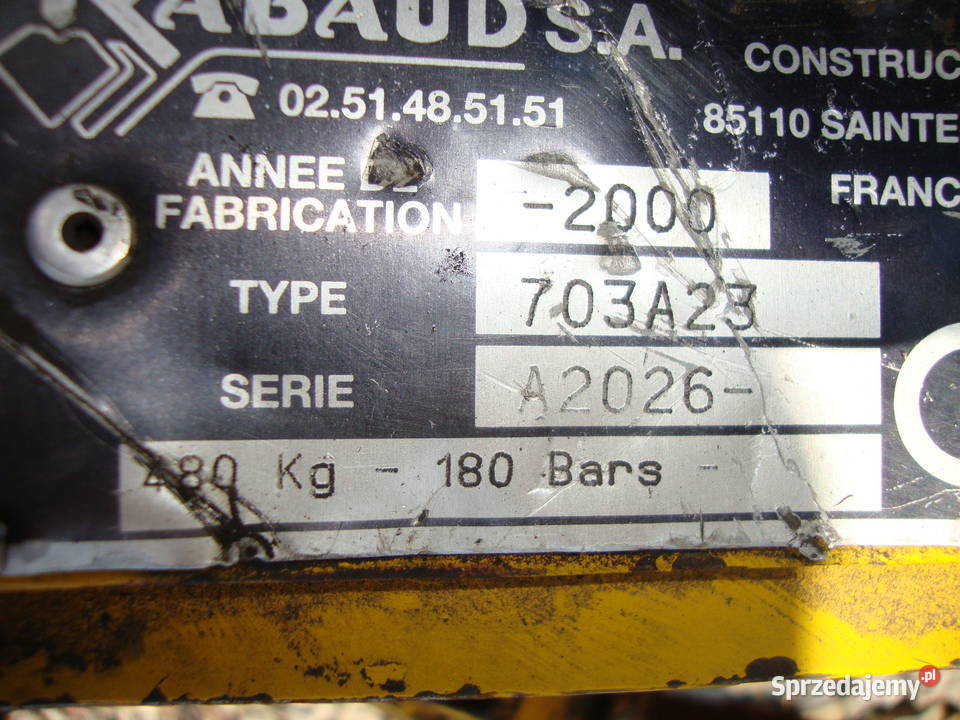 RABAUD S.A.
CONSTRUC
02.51.48.51.51
85110 SAINTE
FRANC
ANNEE DE
FABRICATION
-2000
TYPE
703A23
SERIE
A2026-
480 Kg - 180 Bars -
Sprzedajemy.pl